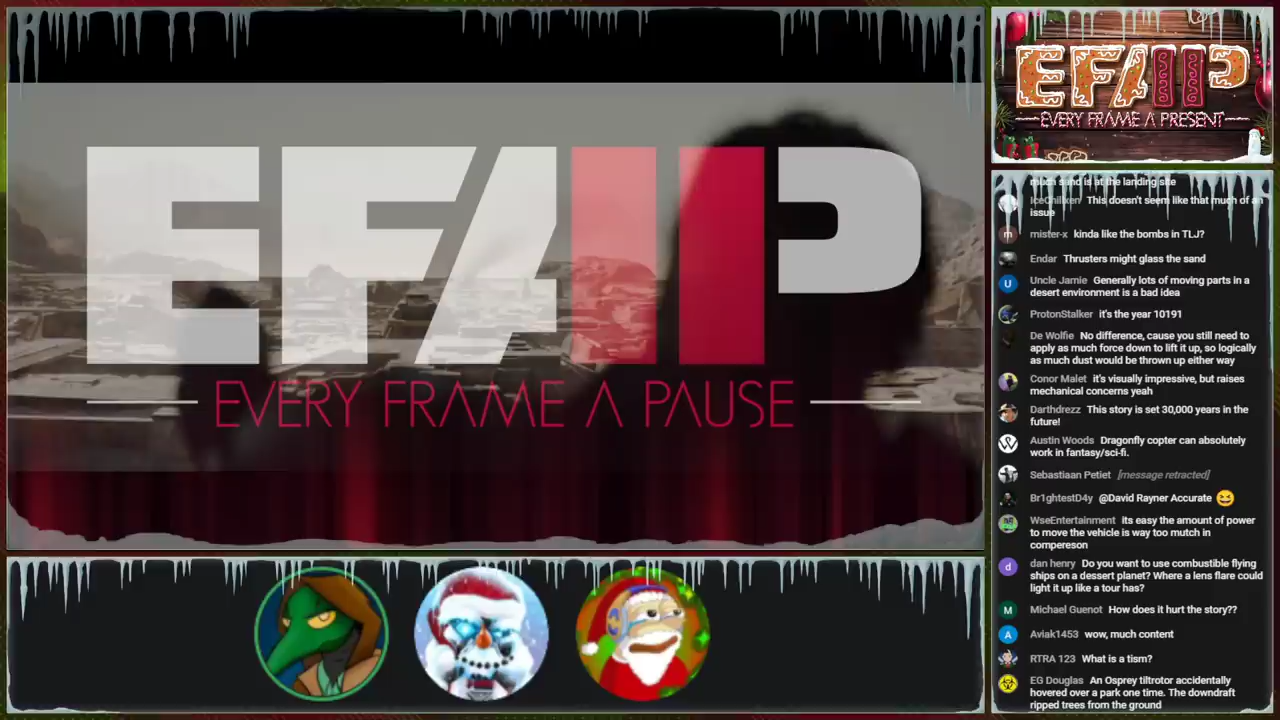 EFAIIP
EVERY FRAME A PAUSE
EFAIIP
EVERY FRAME A PRESENT
much sand is at the landing site
IceChillxen This doesn't seem like that much of an
issue
mister-x kinda like the bombs in TLJ?
Endar Thrusters might glass the sand
U
Uncle Jamie Generally lots of moving parts in a
desert environment is a bad idea
ProtonStalker it's the year 10191
De Wolfie No difference, cause you still need to
apply as much force down to lift it up, so logically
as much dust would be thrown up either way
Conor Malet it's visually impressive, but raises
mechanical concerns yeah
Darthdrezz This story is set 30,000 years in the
future!
Austin Woods Dragonfly copter can absolutely
work in fantasy/sci-fi.
Sebastiaan Petiet [message retracted]
Br1ghtestD4y @David Rayner Accurate 😆
WseEntertainment Its easy the amount of power
to move the vehicle is way too mutch in
compereson
d
dan henry Do you want to use combustible flying
ships on a dessert planet? Where a lens flare could
light it up like a tour has?
M
Michael Guenot How does it hurt the story??
A
Aviak1453 wow, much content
RTRA 123 What is a tism?
EG Douglas An Osprey tiltrotor accidentally
hovered over a park one time. The downdraft
ripped trees from the ground